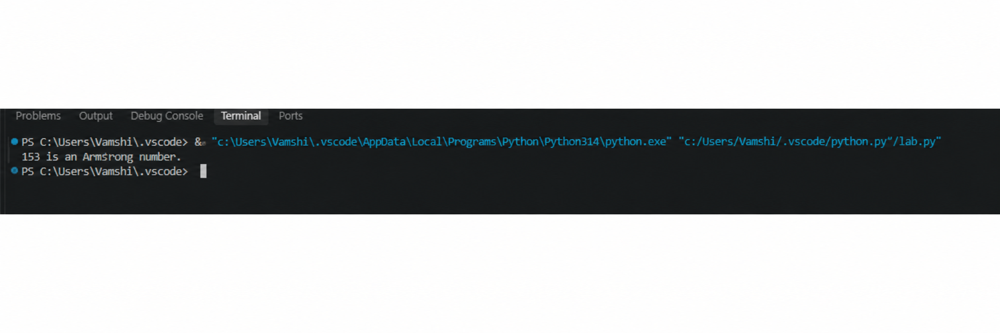 Problems Output Debug Console Terminal Ports
PS C:\Users\Vamshi\.vscode> & "c:\Users\Vamshi\.vscode\AppData\Local\Programs\Python\Python314\python.exe" "c:/Users/Vamshi/.vscode/python.py"/lab.py"
153 is an Armstrong number.
PS C:\Users\Vamshi\.vscode>